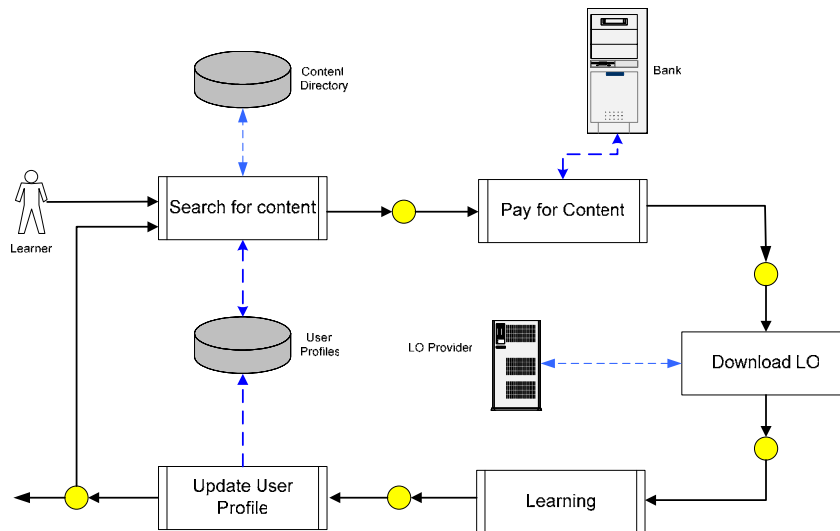 Content
Directory
Bank
Search for content
Pay for Content
Learner
User
Profiles
LO Provider
Download LO
Update User
Profile
Learning